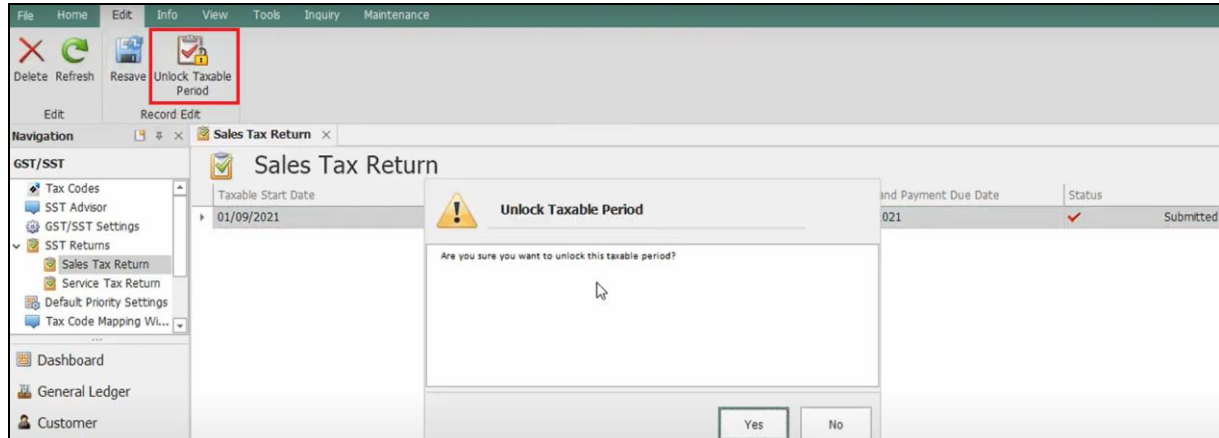 File Home Edit Info View Tools Inquiry Maintenance
Delete Refresh Resave Unlock Taxable
Period
Edit Record Edit
Navigation Sales Tax Return
GST/SST Sales Tax Return
Tax Codes
SST Advisor
GST/SST Settings
SST Returns
Sales Tax Return
Service Tax Return
Default Priority Settings
Tax Code Mapping Wi...
Dashboard
General Ledger
Customer
Taxable Start Date and Payment Due Date Status
01/09/2021 021 Submitted
Unlock Taxable Period
Are you sure you want to unlock this taxable period?
Yes No